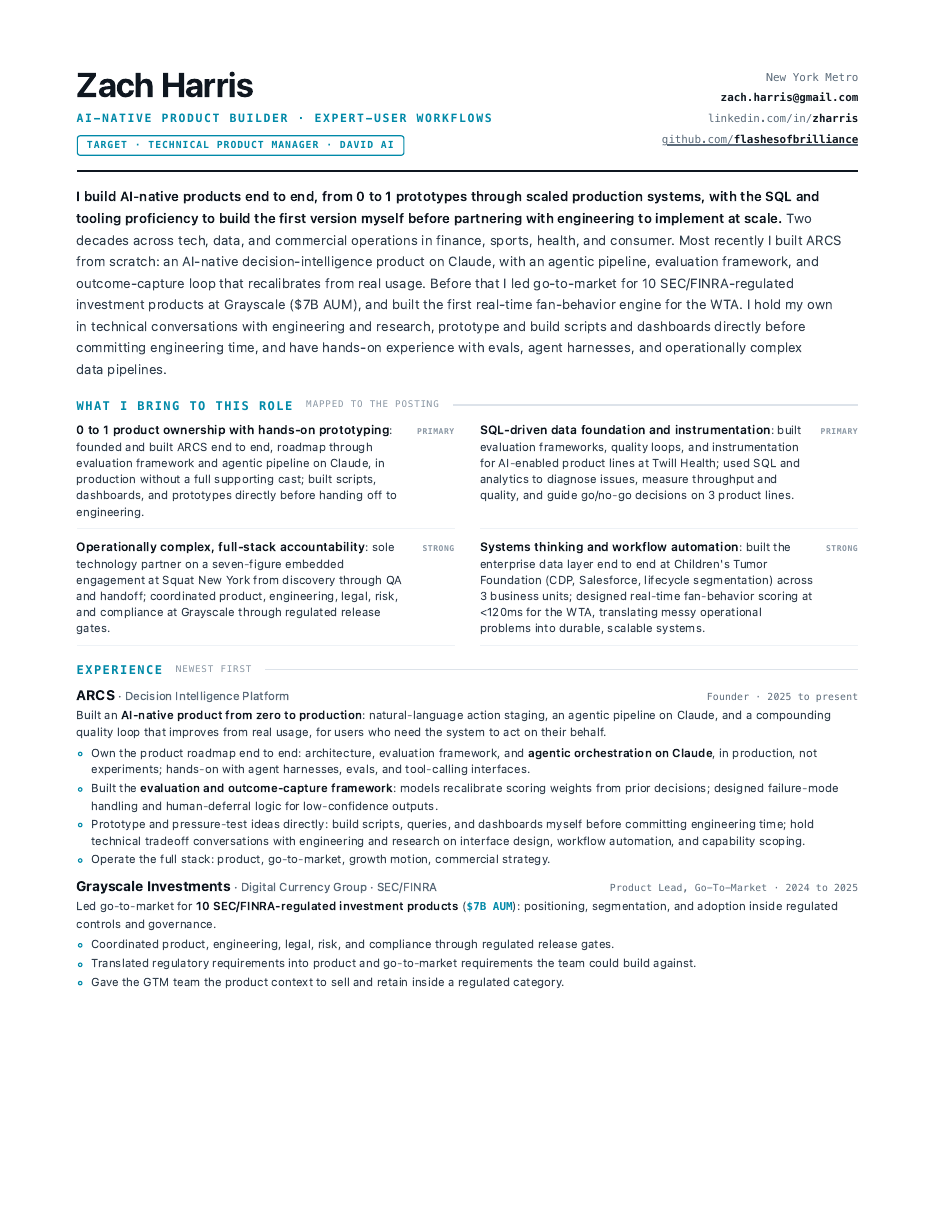 Zach Harris
New York Metro
zach.harris@gmail.com
AI-NATIVE PRODUCT BUILDER · EXPERT-USER WORKFLOWS
linkedin.com/in/zharris
TARGET · TECHNICAL PRODUCT MANAGER · DAVID AI
github.com/flashesofbrilliance
I build AI-native products end to end, from 0 to 1 prototypes through scaled production systems, with the SQL and
tooling proficiency to build the first version myself before partnering with engineering to implement at scale. Two
decades across tech, data, and commercial operations in finance, sports, health, and consumer. Most recently I built ARCS
from scratch: an AI-native decision-intelligence product on Claude, with an agentic pipeline, evaluation framework, and
outcome-capture loop that recalibrates from real usage. Before that I led go-to-market for 10 SEC/FINRA-regulated
investment products at Grayscale ($7B AUM), and built the first real-time fan-behavior engine for the WTA. I hold my own
in technical conversations with engineering and research, prototype and build scripts and dashboards directly before
committing engineering time, and have hands-on experience with evals, agent harnesses, and operationally complex
data pipelines.
WHAT I BRING TO THIS ROLE MAPPED TO THE POSTING
0 to 1 product ownership with hands-on prototyping: PRIMARY
founded and built ARCS end to end, roadmap through
evaluation framework and agentic pipeline on Claude, in
production without a full supporting cast; built scripts,
dashboards, and prototypes directly before handing off to
engineering.
SQL-driven data foundation and instrumentation: built PRIMARY
evaluation frameworks, quality loops, and instrumentation
for AI-enabled product lines at Twill Health; used SQL and
analytics to diagnose issues, measure throughput and
quality, and guide go/no-go decisions on 3 product lines.
Operationally complex, full-stack accountability: sole STRONG
technology partner on a seven-figure embedded
engagement at Squat New York from discovery through QA
and handoff; coordinated product, engineering, legal, risk,
and compliance at Grayscale through regulated release
gates.
Systems thinking and workflow automation: built the STRONG
enterprise data layer end to end at Children's Tumor
Foundation (CDP, Salesforce, lifecycle segmentation) across
3 business units; designed real-time fan-behavior scoring at
<120ms for the WTA, translating messy operational
problems into durable, scalable systems.
EXPERIENCE NEWEST FIRST
ARCS · Decision Intelligence Platform Founder · 2025 to present
Built an AI-native product from zero to production: natural-language action staging, an agentic pipeline on Claude, and a compounding
quality loop that improves from real usage, for users who need the system to act on their behalf.
Own the product roadmap end to end: architecture, evaluation framework, and agentic orchestration on Claude, in production, not
experiments; hands-on with agent harnesses, evals, and tool-calling interfaces.
Built the evaluation and outcome-capture framework: models recalibrate scoring weights from prior decisions; designed failure-mode
handling and human-deferral logic for low-confidence outputs.
Prototype and pressure-test ideas directly: build scripts, queries, and dashboards myself before committing engineering time; hold
technical tradeoff conversations with engineering and research on interface design, workflow automation, and capability scoping.
Operate the full stack: product, go-to-market, growth motion, commercial strategy.
Grayscale Investments · Digital Currency Group · SEC/FINRA Product Lead, Go-To-Market · 2024 to 2025
Led go-to-market for 10 SEC/FINRA-regulated investment products ($7B AUM): positioning, segmentation, and adoption inside regulated
controls and governance.
Coordinated product, engineering, legal, risk, and compliance through regulated release gates.
Translated regulatory requirements into product and go-to-market requirements the team could build against.
Gave the GTM team the product context to sell and retain inside a regulated category.